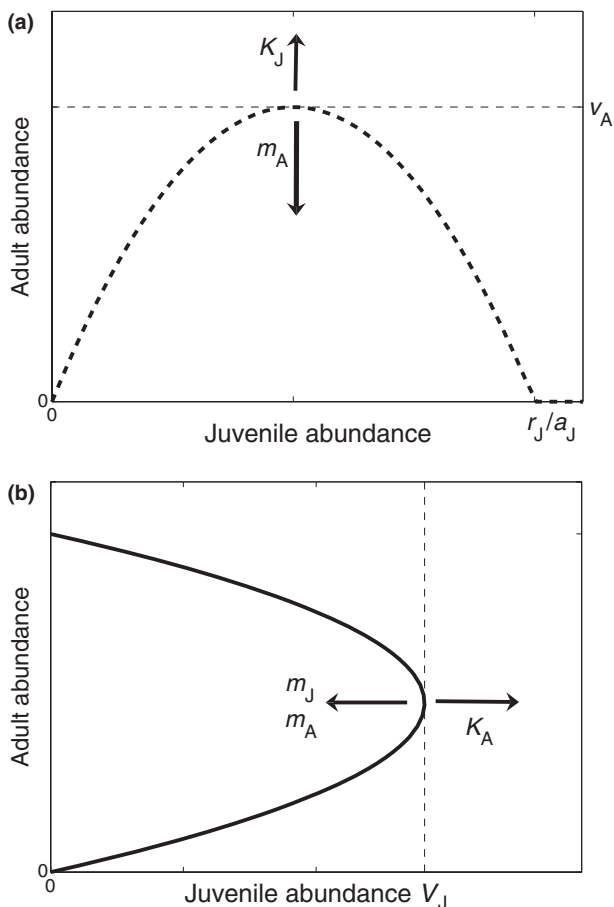 (a)
K_J
v_A
m_A
Adult abundance
0
0
Juvenile abundance
r_J/a_J
(b)
m_J
m_A
K_A
Adult abundance
0
0
Juvenile abundance V_J